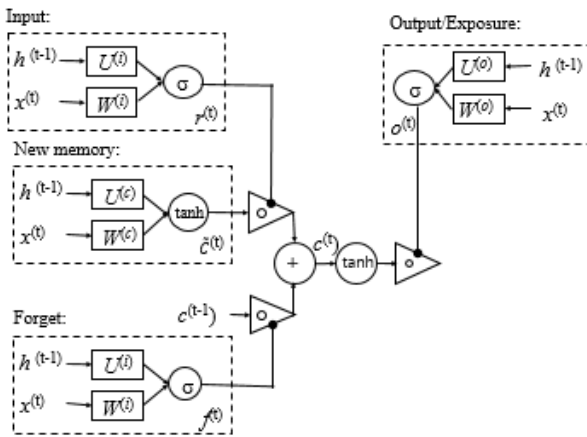 Input:
h (t-1) U(i)
σ
x(t) W(i)
r(t)
New memory:
h (t-1) U(c)
tanh
x(t) W(c)
c̃(t)
Forget:
h (t-1) U(i)
σ
x(t) W(i)
f(t)
c(t-1)
+
c(t)
tanh
Output/Exposure:
U(o) h (t-1)
σ
W(o) x(t)
o(t)